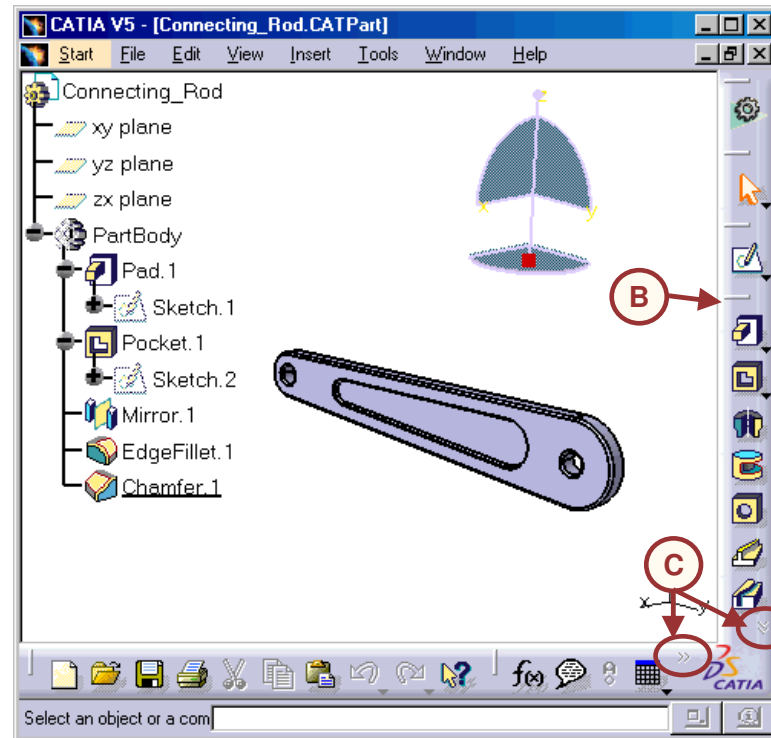 CATIA V5 - [Connecting_Rod.CATPart]
Start File Edit View Insert Tools Window Help
Connecting_Rod
xy plane
yz plane
zx plane
PartBody
Pad.1
Sketch.1
Pocket.1
Sketch.2
Mirror.1
EdgeFillet.1
Chamfer.1
z
x
y
B
C
x
y
f(x)
DS
CATIA
Select an object or a com